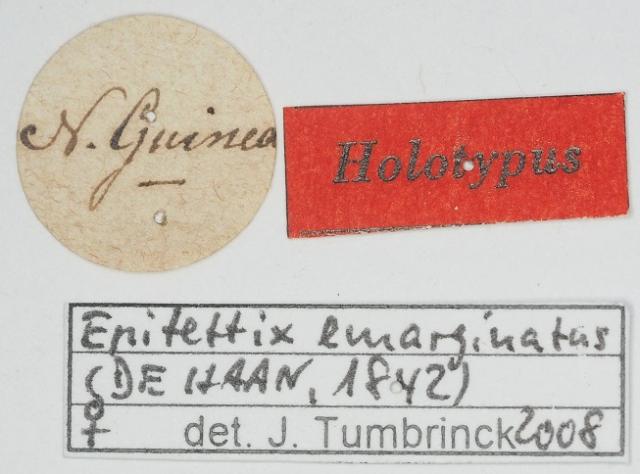 N. Guinea
Holotypus
Epitettix emarginatus
(DE HAAN, 1842)
♀ det. J. Tumbrinck 2008